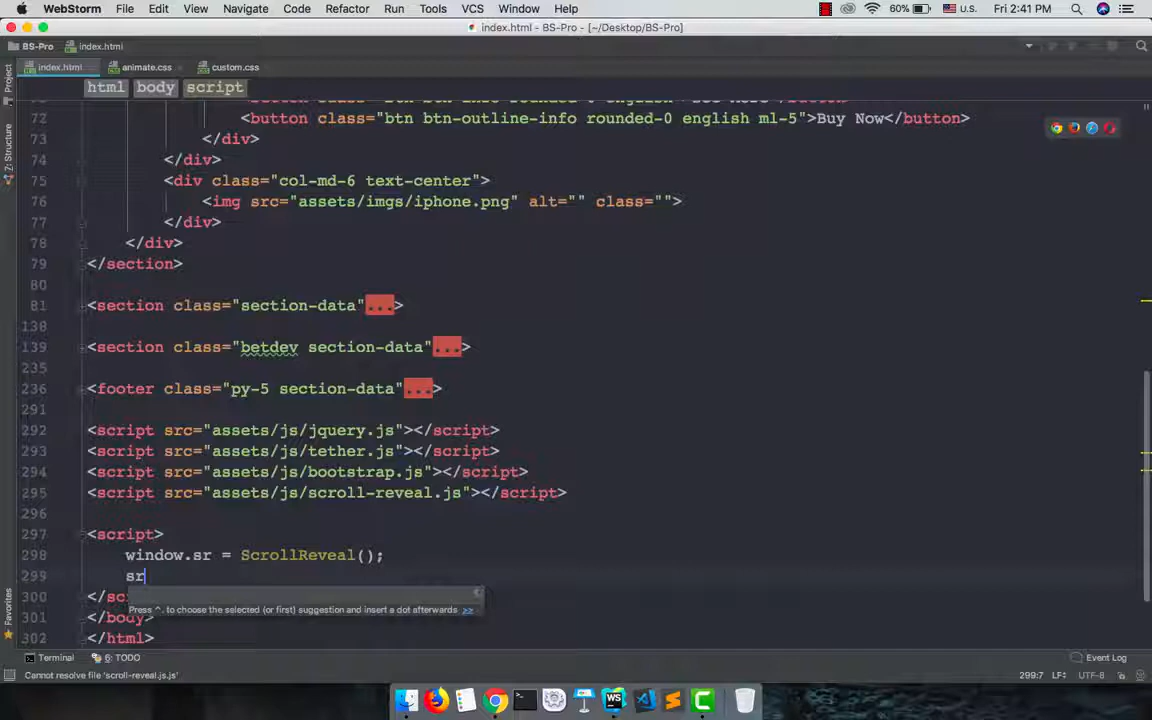 WebStorm File Edit View Navigate Code Refactor Run Tools VCS Window Help 60% U.S. Fri 2:41 PM
index.html - BS-Pro - [~/Desktop/BS-Pro]
BS-Pro index.html
index.html animate.css custom.css
html body script
Project
7: Structure
Favorites
72 <button class="btn btn-outline-info rounded-0 english ml-5">Buy Now</button>
73 </div>
74 </div>
75 <div class="col-md-6 text-center">
76 <img src="assets/imgs/iphone.png" alt="" class="">
77 </div>
78 </div>
79 </section>
80
81 <section class="section-data"...>
138
139 <section class="betdev section-data"...>
235
236 <footer class="py-5 section-data"...>
291
292 <script src="assets/js/jquery.js"></script>
293 <script src="assets/js/tether.js"></script>
294 <script src="assets/js/bootstrap.js"></script>
295 <script src="assets/js/scroll-reveal.js"></script>
296
297 <script>
298 window.sr = ScrollReveal();
299 sr
300 </scr
Press ^. to choose the selected (or first) suggestion and insert a dot afterwards >>
301 </body>
302 </html>
Terminal 6: TODO Event Log
Cannot resolve file 'scroll-reveal.js.js' 299:7 LF÷ UTF-8
WS